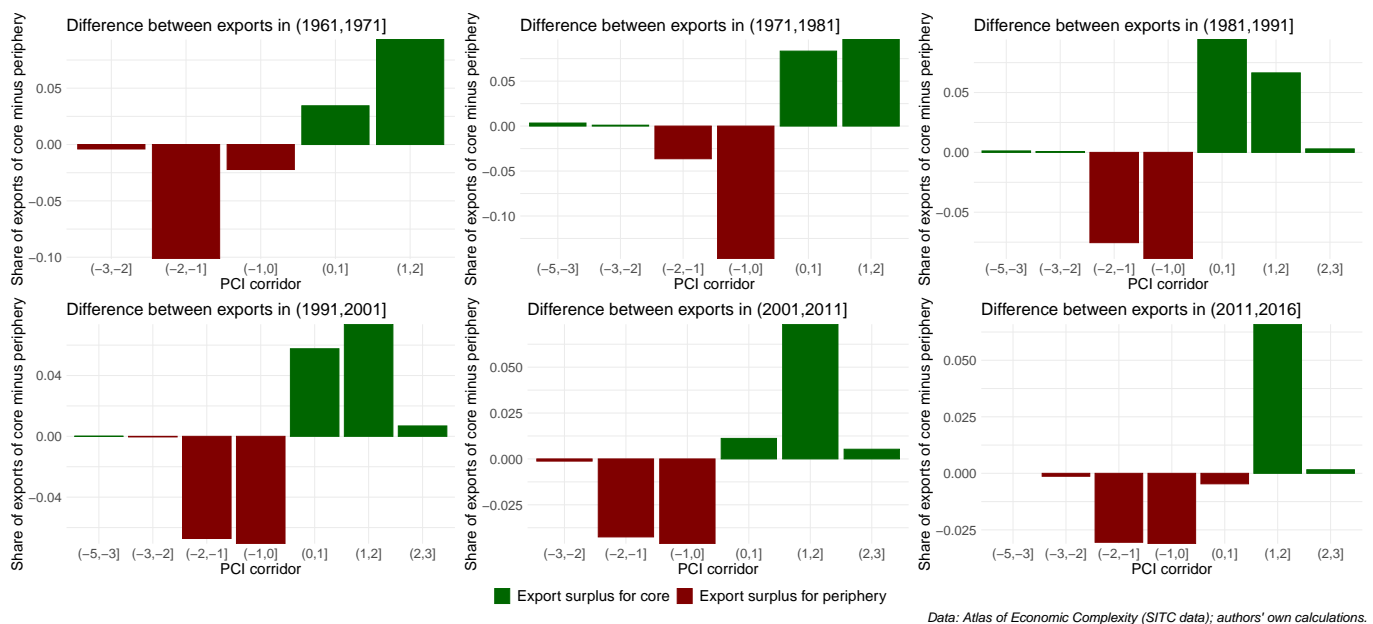 Difference between exports in (1961,1971]
Share of exports of core minus periphery
0.05
0.00
−0.05
−0.10
(−3,−2]
(−2,−1]
(−1,0]
(0,1]
(1,2]
PCI corridor
Difference between exports in (1971,1981]
Share of exports of core minus periphery
0.05
0.00
−0.05
−0.10
(−5,−3]
(−3,−2]
(−2,−1]
(−1,0]
(0,1]
(1,2]
PCI corridor
Difference between exports in (1981,1991]
Share of exports of core minus periphery
0.05
0.00
−0.05
(−5,−3]
(−3,−2]
(−2,−1]
(−1,0]
(0,1]
(1,2]
(2,3]
PCI corridor
Difference between exports in (1991,2001]
Share of exports of core minus periphery
0.04
0.00
−0.04
(−5,−3]
(−3,−2]
(−2,−1]
(−1,0]
(0,1]
(1,2]
(2,3]
PCI corridor
Difference between exports in (2001,2011]
Share of exports of core minus periphery
0.050
0.025
0.000
−0.025
(−3,−2]
(−2,−1]
(−1,0]
(0,1]
(1,2]
(2,3]
PCI corridor
Difference between exports in (2011,2016]
Share of exports of core minus periphery
0.050
0.025
0.000
−0.025
(−5,−3]
(−3,−2]
(−2,−1]
(−1,0]
(0,1]
(1,2]
(2,3]
PCI corridor
Export surplus for core
Export surplus for periphery
Data: Atlas of Economic Complexity (SITC data); authors' own calculations.